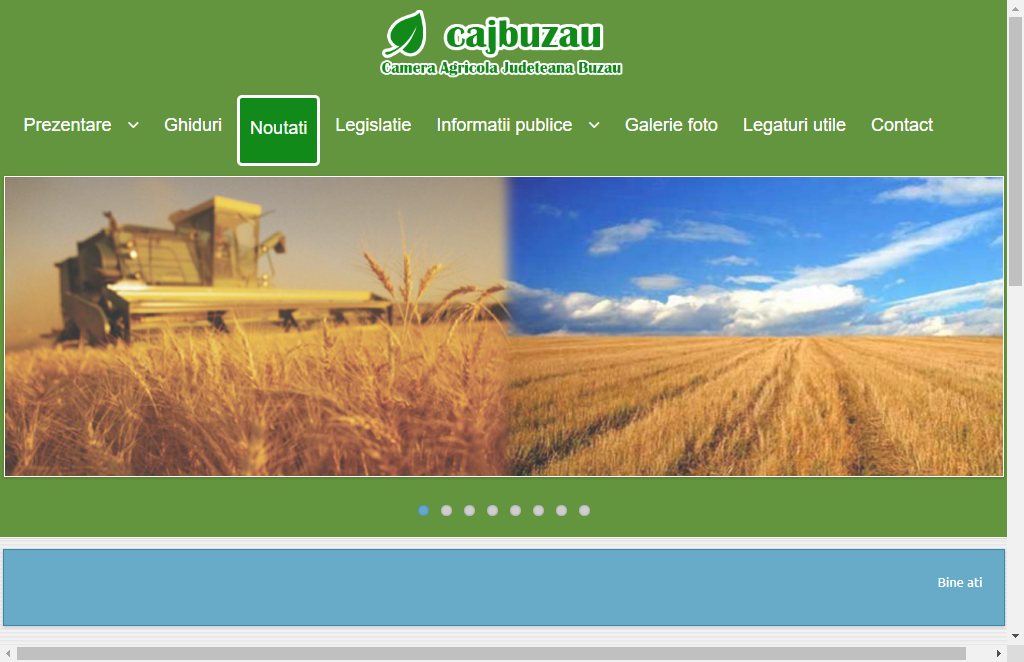 cajbuzau
Camera Agricola Judeteana Buzau
Prezentare Ghiduri Noutati Legislatie Informatii publice Galerie foto Legaturi utile Contact
Bine ati